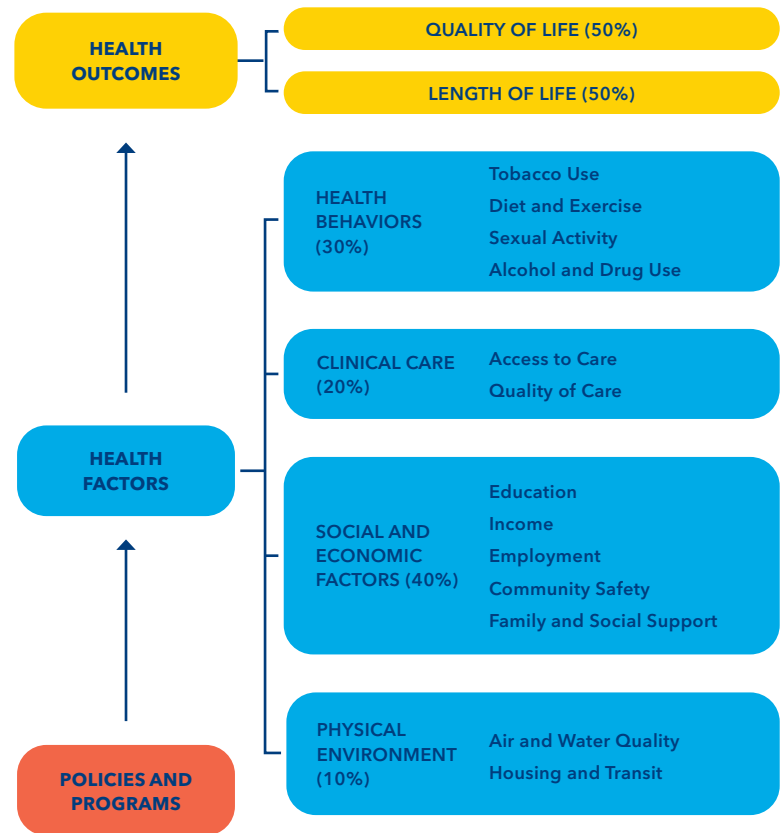 HEALTH
OUTCOMES
QUALITY OF LIFE (50%)
LENGTH OF LIFE (50%)
HEALTH
BEHAVIORS
(30%)
Tobacco Use
Diet and Exercise
Sexual Activity
Alcohol and Drug Use
CLINICAL CARE
(20%)
Access to Care
Quality of Care
HEALTH
FACTORS
SOCIAL AND
ECONOMIC
FACTORS (40%)
Education
Income
Employment
Community Safety
Family and Social Support
PHYSICAL
ENVIRONMENT
(10%)
Air and Water Quality
Housing and Transit
POLICIES AND
PROGRAMS